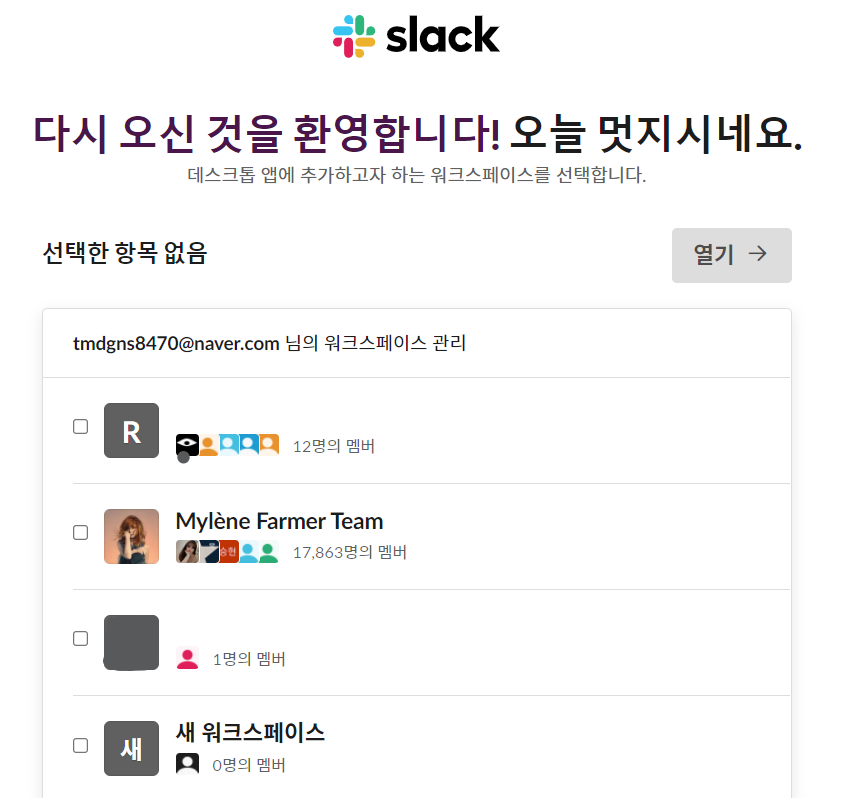 slack
다시 오신 것을 환영합니다! 오늘 멋지시네요.
데스크톱 앱에 추가하고자 하는 워크스페이스를 선택합니다.
선택한 항목 없음
열기 →
tmdgns8470@naver.com 님의 워크스페이스 관리
R
12명의 멤버
Mylène Farmer Team
승현
17,863명의 멤버
1명의 멤버
새
새 워크스페이스
0명의 멤버